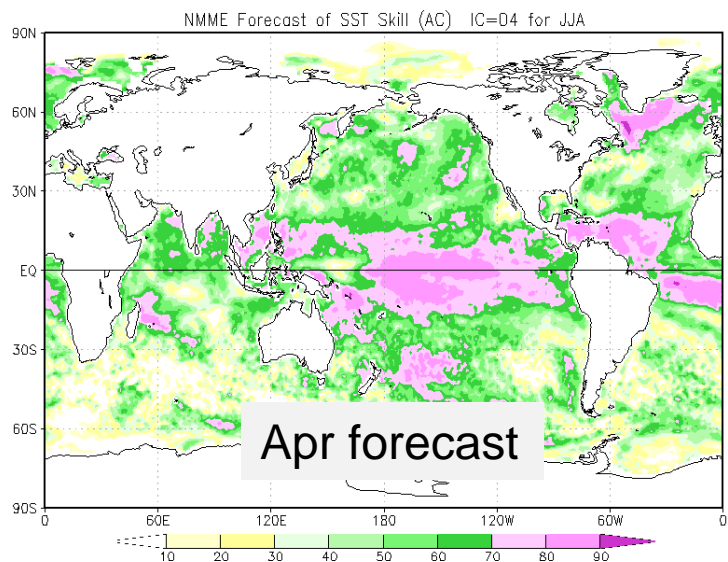 NMME Forecast of SST Skill (AC) IC=04 for JJA
90N
60N
30N
EQ
30S
60S
90S
Apr forecast
0 60E 120E 180 120W 60W 0
10 20 30 40 50 60 70 80 90